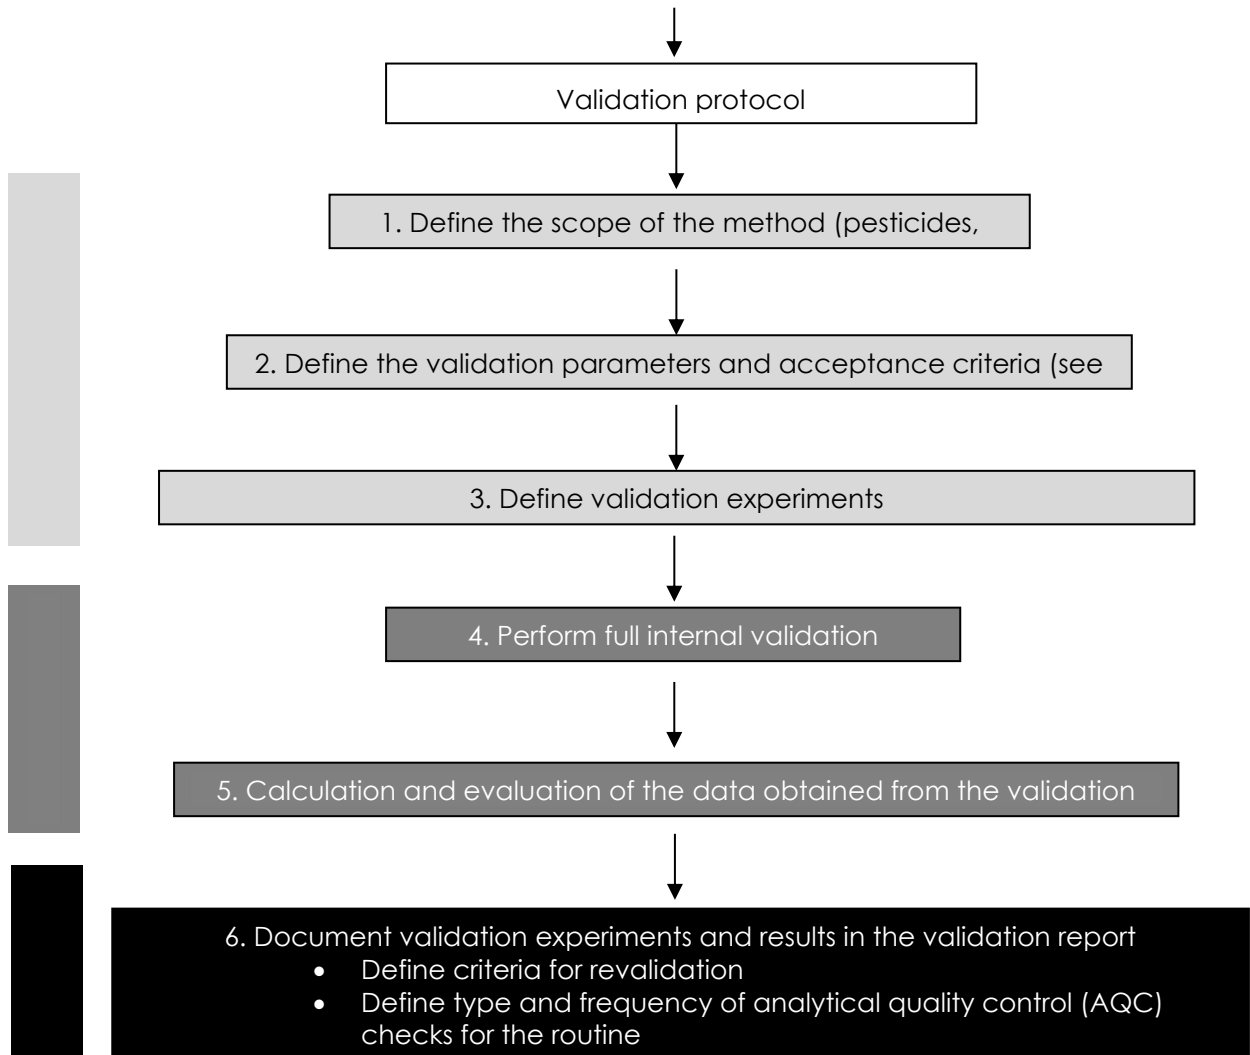 Validation protocol
1. Define the scope of the method (pesticides,
2. Define the validation parameters and acceptance criteria (see
3. Define validation experiments
4. Perform full internal validation
5. Calculation and evaluation of the data obtained from the validation
6. Document validation experiments and results in the validation report
• Define criteria for revalidation
• Define type and frequency of analytical quality control (AQC)
checks for the routine